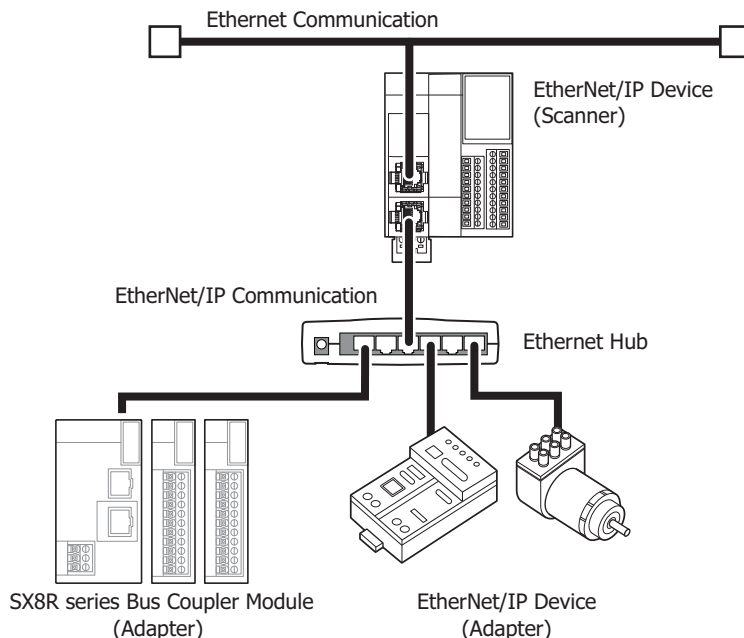 Ethernet Communication
EtherNet/IP Device
(Scanner)
EtherNet/IP Communication
Ethernet Hub
SX8R series Bus Coupler Module
(Adapter)
EtherNet/IP Device
(Adapter)